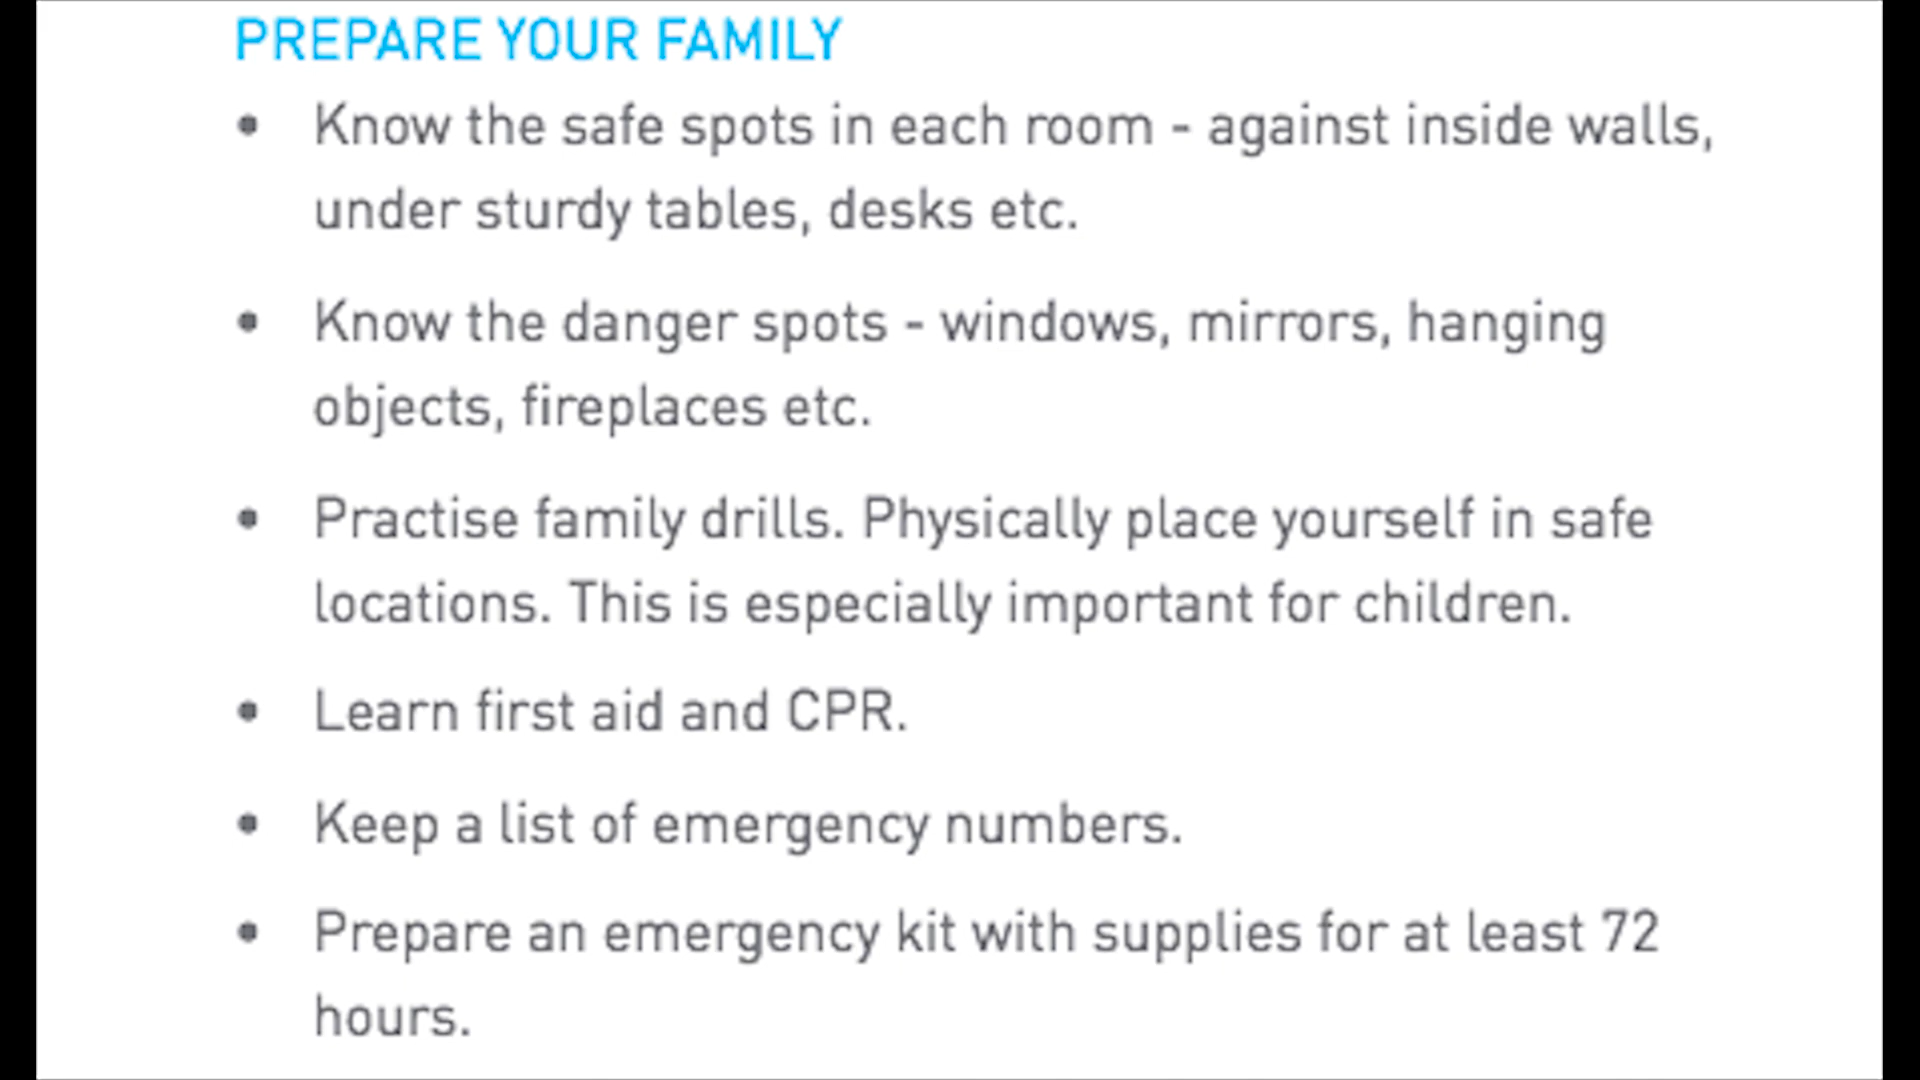 PREPARE YOUR FAMILY
• Know the safe spots in each room - against inside walls,
under sturdy tables, desks etc.
• Know the danger spots - windows, mirrors, hanging
objects, fireplaces etc.
• Practise family drills. Physically place yourself in safe
locations. This is especially important for children.
• Learn first aid and CPR.
• Keep a list of emergency numbers.
• Prepare an emergency kit with supplies for at least 72
hours.